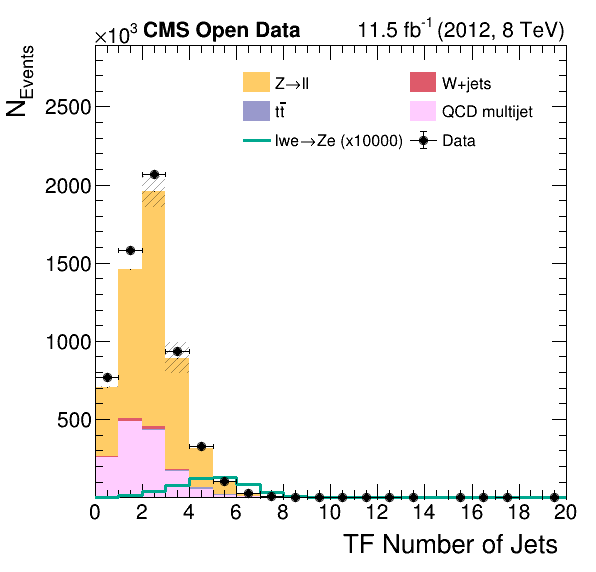 ×10³ CMS Open Data 11.5 fb⁻¹ (2012, 8 TeV)
N_Events
Z→ll W+jets
tt̄ QCD multijet
Iwe→Ze (x10000) Data
2500
2000
1500
1000
500
0 2 4 6 8 10 12 14 16 18 20
TF Number of Jets